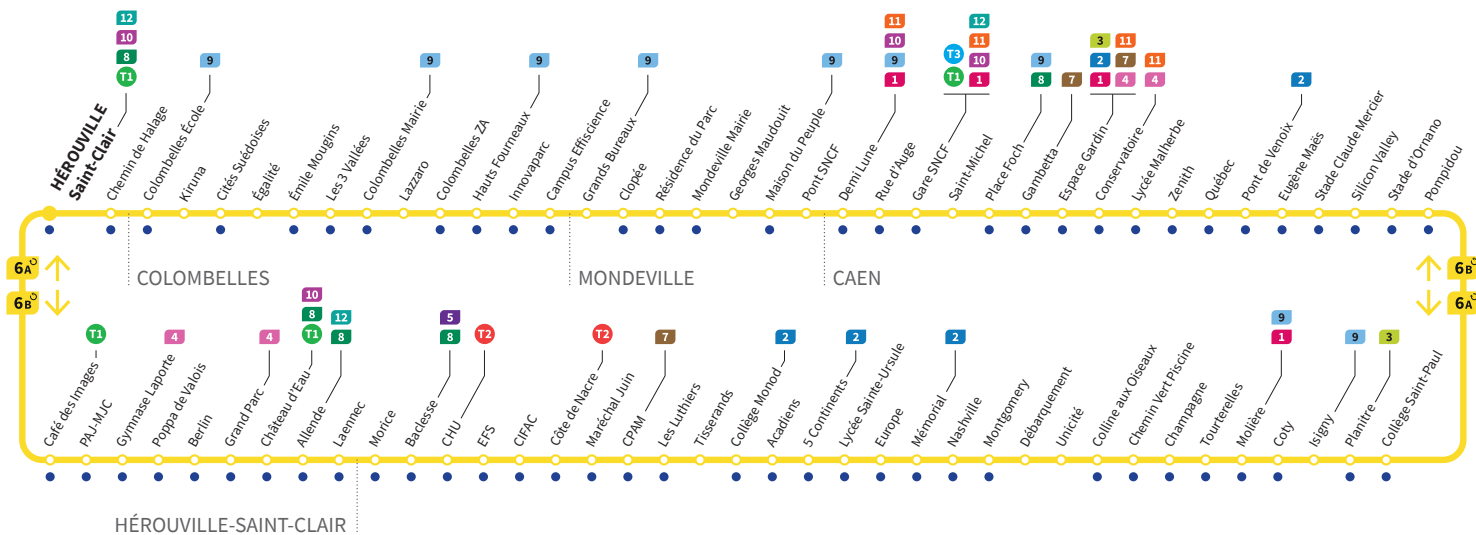 12
10
8
T1
9
9
9
9
9
11
10
9
1
T3
T1
12
11
10
1
9
8
7
3
2
1
11
7
4
11
4
2
HÉROUVILLE
Saint-Clair
Chemin de Halage
Colombelles École
Kiruna
Cités Suédoises
Égalité
Émile Mougins
Les 3 Vallées
Colombelles Mairie
Lazzaro
Colombelles ZA
Hauts Fourneaux
Innovaparc
Campus Effiscience
Grands Bureaux
Clopée
Résidence du Parc
Mondeville Mairie
Georges Maudouit
Maison du Peuple
Pont SNCF
Demi Lune
Rue d'Auge
Gare SNCF
Saint-Michel
Place Foch
Gambetta
Espace Gardin
Conservatoire
Lycée Malherbe
Zenith
Québec
Pont de Venoix
Eugène Maës
Stade Claude Mercier
Silicon Valley
Stade d'Ornano
Pompidou
COLOMBELLES
MONDEVILLE
CAEN
6A
6B
6B
6A
T1
4
4
10
8
T1
12
8
5
8
T2
T2
7
2
2
2
9
1
9
3
Café des Images
PAJ-MJC
Gymnase Laporte
Poppa de Valois
Berlin
Grand Parc
Château d'Eau
Allende
Laennec
Morice
Baclesse
CHU
EFS
CIFAC
Côte de Nacre
Maréchal Juin
CPAM
Les Luthiers
Tisserands
Collège Monod
Acadiens
5 Continents
Lycée Sainte-Ursule
Europe
Mémorial
Nashville
Montgomery
Débarquement
Unicité
Colline aux Oiseaux
Chemin Vert Piscine
Champagne
Tourterelles
Molière
Coty
Isigny
Planitre
Collège Saint-Paul
HÉROUVILLE-SAINT-CLAIR